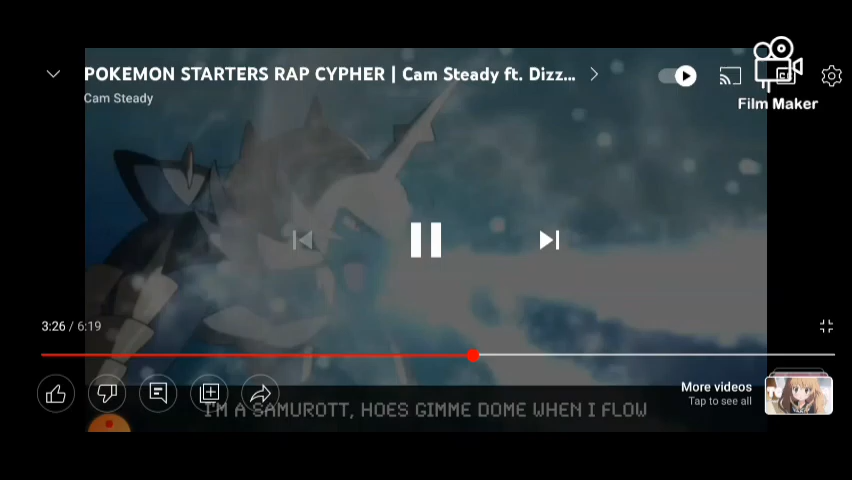 POKEMON STARTERS RAP CYPHER | Cam Steady ft. Dizz...
Cam Steady
Film Maker
3:26 / 6:19
More videos
Tap to see all
I'M A SAMUROTT, HOES GIMME DOME WHEN I FLOW